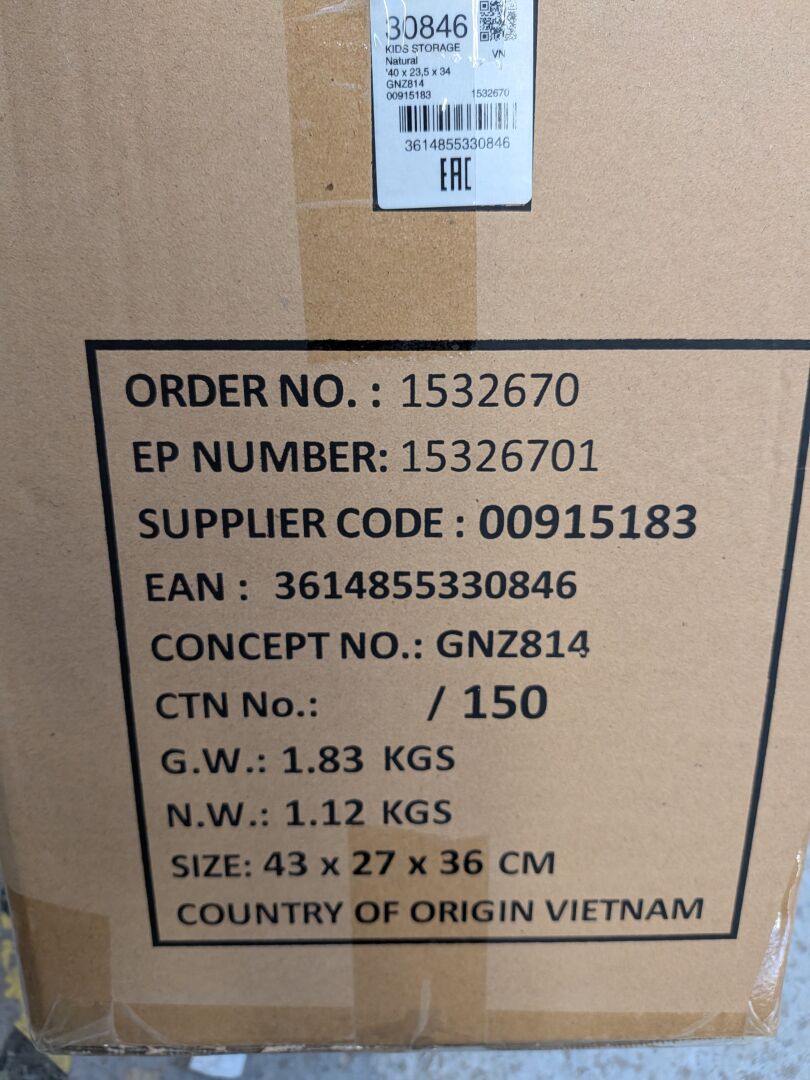 30846
KIDS STORAGE
Natural
VN
'40 x 23,5 x 34
GNZ814
00915183 1532670
3614855330846
EAC
ORDER NO. : 1532670
EP NUMBER: 15326701
SUPPLIER CODE : 00915183
EAN : 3614855330846
CONCEPT NO.: GNZ814
CTN No.: / 150
G.W.: 1.83 KGS
N.W.: 1.12 KGS
SIZE: 43 x 27 x 36 CM
COUNTRY OF ORIGIN VIETNAM